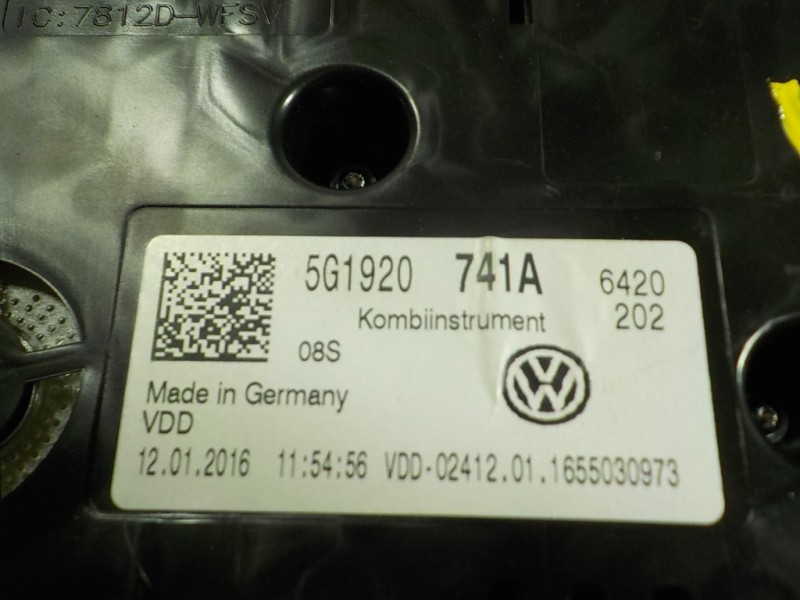 IC:7812D-WFSV
5G1920 741A 6420
Kombiinstrument 202
08S
Made in Germany
VDD
12.01.2016 11:54:56 VDD-02412.01.1655030973